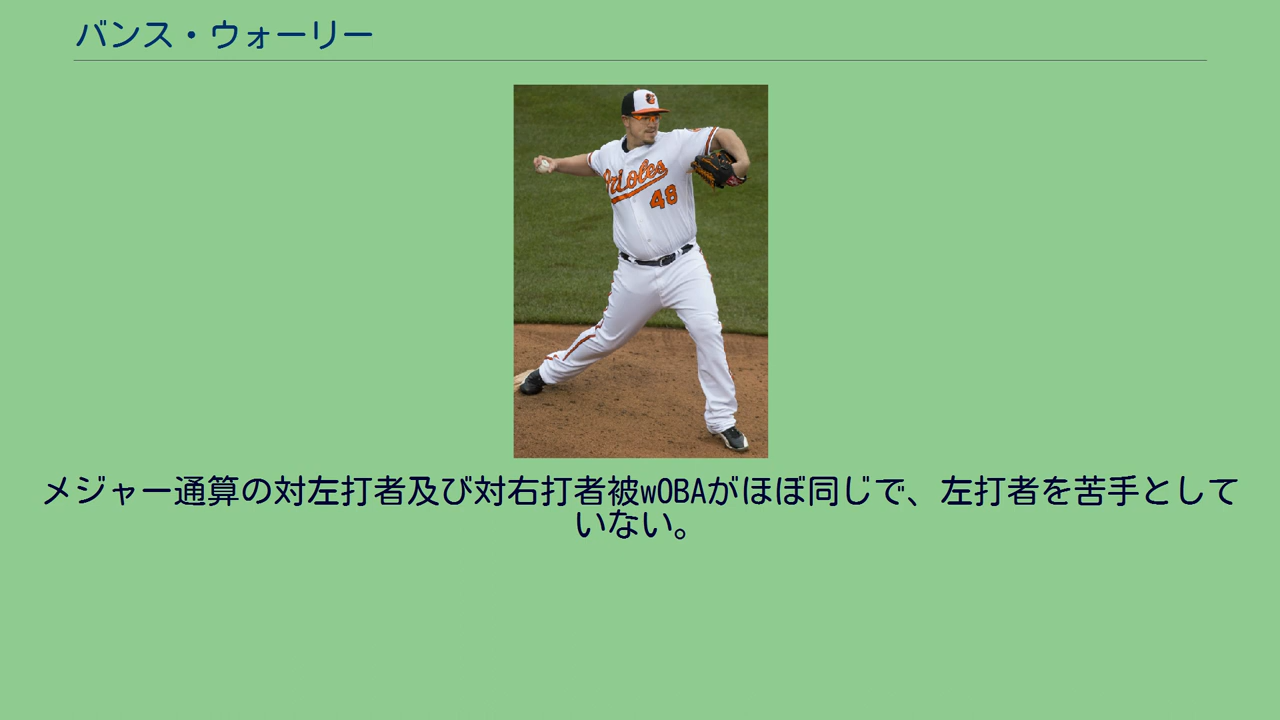 バンス・ウォーリー
Orioles
48
メジャー通算の対左打者及び対右打者被wOBAがほぼ同じで、左打者を苦手として
いない。